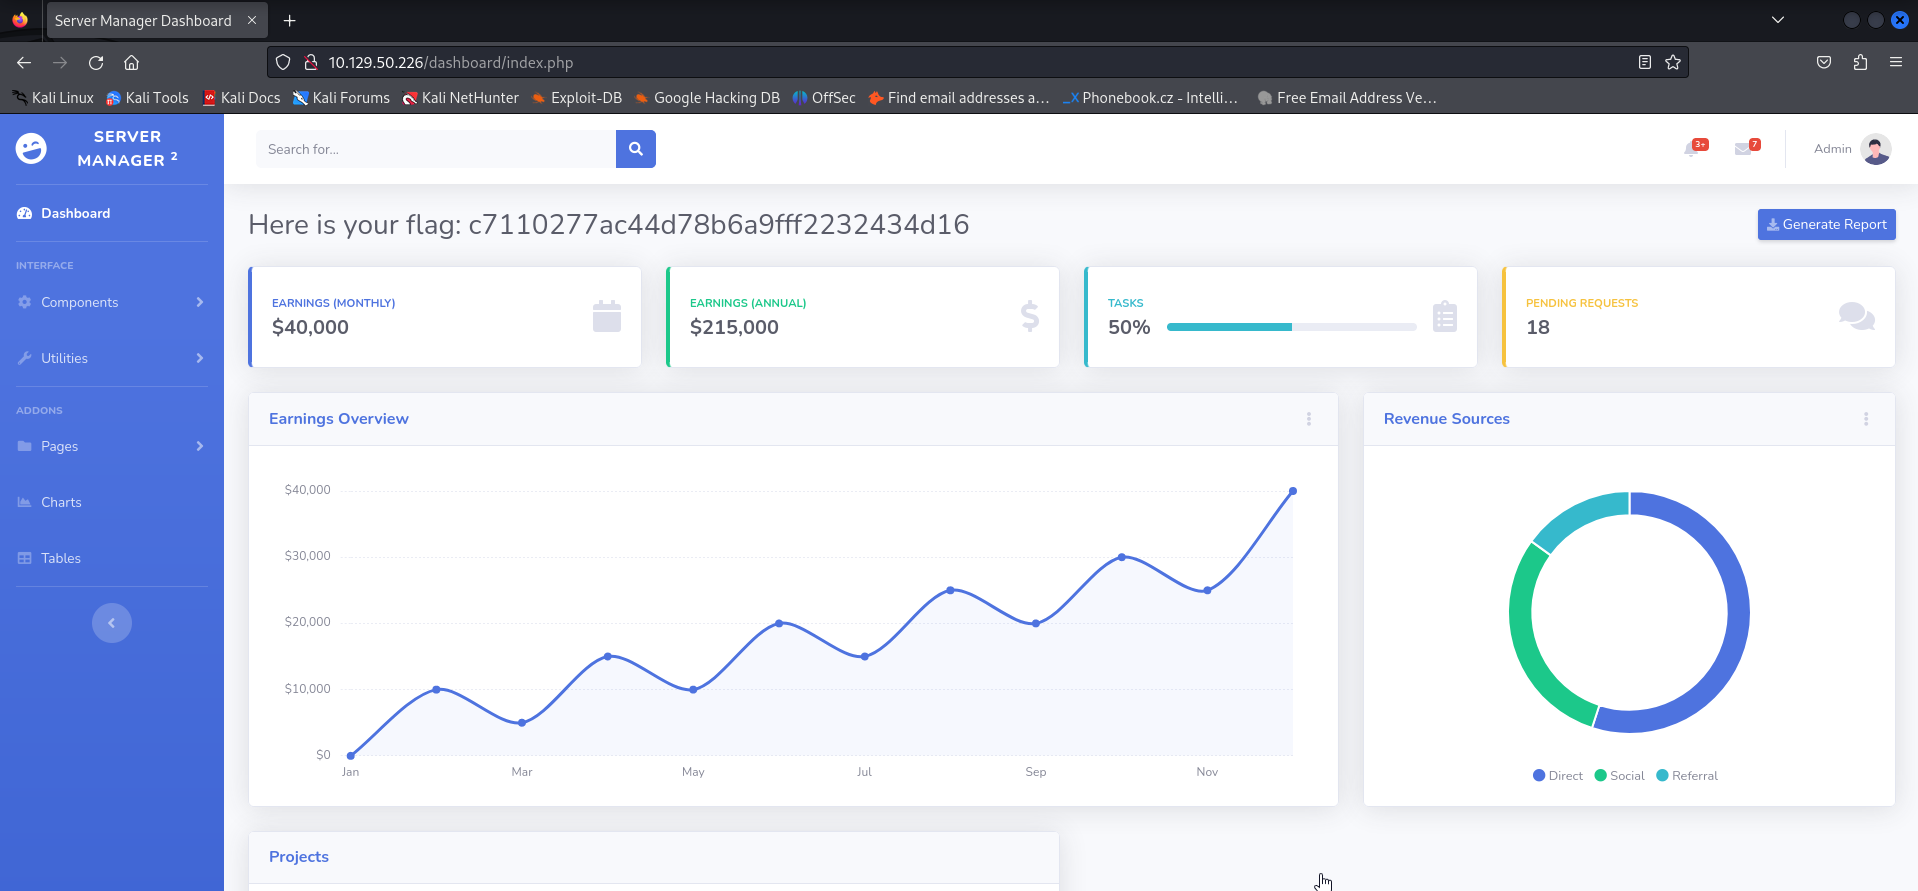 Server Manager Dashboard
10.129.50.226/dashboard/index.php
Kali Linux Kali Tools Kali Docs Kali Forums Kali NetHunter Exploit-DB Google Hacking DB OffSec Find email addresses a... Phonebook.cz - Intelli... Free Email Address Ve...
SERVER
MANAGER 2
Search for...
3+
7
Admin
Dashboard
INTERFACE
Components
Utilities
ADDONS
Pages
Charts
Tables
Here is your flag: c7110277ac44d78b6a9fff2232434d16
Generate Report
EARNINGS (MONTHLY)
$40,000
EARNINGS (ANNUAL)
$215,000
TASKS
50%
PENDING REQUESTS
18
Earnings Overview
$40,000
$30,000
$20,000
$10,000
$0
Jan Mar May Jul Sep Nov
Revenue Sources
Direct Social Referral
Projects